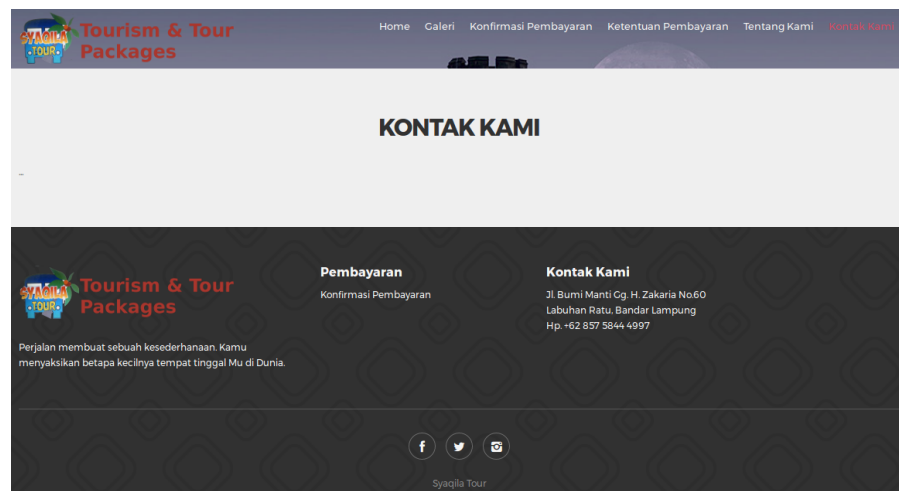 SYAQILA
TOUR
Tourism & Tour
Packages
Home Galeri Konfirmasi Pembayaran Ketentuan Pembayaran Tentang Kami Kontak Kami
KONTAK KAMI
–
SYAQILA
TOUR
Tourism & Tour
Packages
Perjalan membuat sebuah kesederhanaan. Kamu
menyaksikan betapa kecilnya tempat tinggal Mu di Dunia.
Pembayaran
Konfirmasi Pembayaran
Kontak Kami
Jl. Bumi Manti Gg. H. Zakaria No.60
Labuhan Ratu, Bandar Lampung
Hp. +62 857 5844 4997
Syaqila Tour